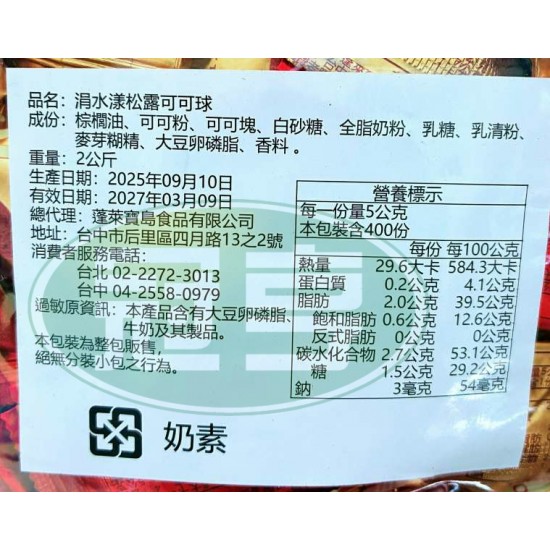 品名：涓水漾松露可可球
成份：棕櫚油、可可粉、可可塊、白砂糖、全脂奶粉、乳糖、乳清粉、
麥芽糊精、大豆卵磷脂、香料。
重量：2公斤
生產日期：2025年09月10日
有效日期：2027年03月09日
總代理：蓬萊寶島食品有限公司
地址：台中市后里區四月路13之2號
消費者服務電話：
台北 02-2272-3013
台中 04-2558-0979
過敏原資訊：本產品含有大豆卵磷脂、
牛奶及其製品。
本包裝為整包販售，
絕無分裝小包之行為。
奶素
營養標示
每一份量5公克
本包裝含400份
每份 每100公克
熱量 29.6大卡 584.3大卡
蛋白質 0.2公克 4.1公克
脂肪 2.0公克 39.5公克
飽和脂肪 0.6公克 12.6公克
反式脂肪 0公克 0公克
碳水化合物 2.7公克 53.1公克
糖 1.5公克 29.2公克
鈉 3毫克 54毫克